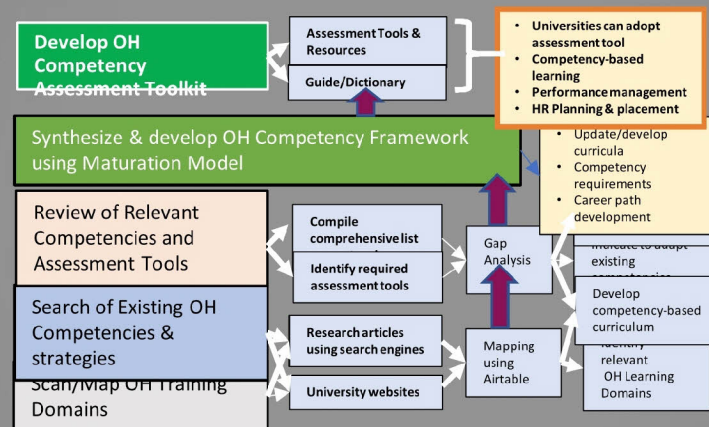 Develop OH
Competency
Assessment Toolkit
Assessment Tools &
Resources
Guide/Dictionary
• Universities can adopt
assessment tool
• Competency-based
learning
• Performance management
• HR Planning & placement
Synthesize & develop OH Competency Framework
using Maturation Model
• Update/develop
curricula
• Competency
requirements
• Career path
development
Review of Relevant
Competencies and
Assessment Tools
Compile
comprehensive list
Identify required
assessment tools
Gap
Analysis
existing
Develop
competency-based
curriculum
Search of Existing OH
Competencies &
strategies
Research articles
using search engines
University websites
Mapping
using
Airtable
relevant
OH Learning
Domains
Scan/Map OH Training
Domains